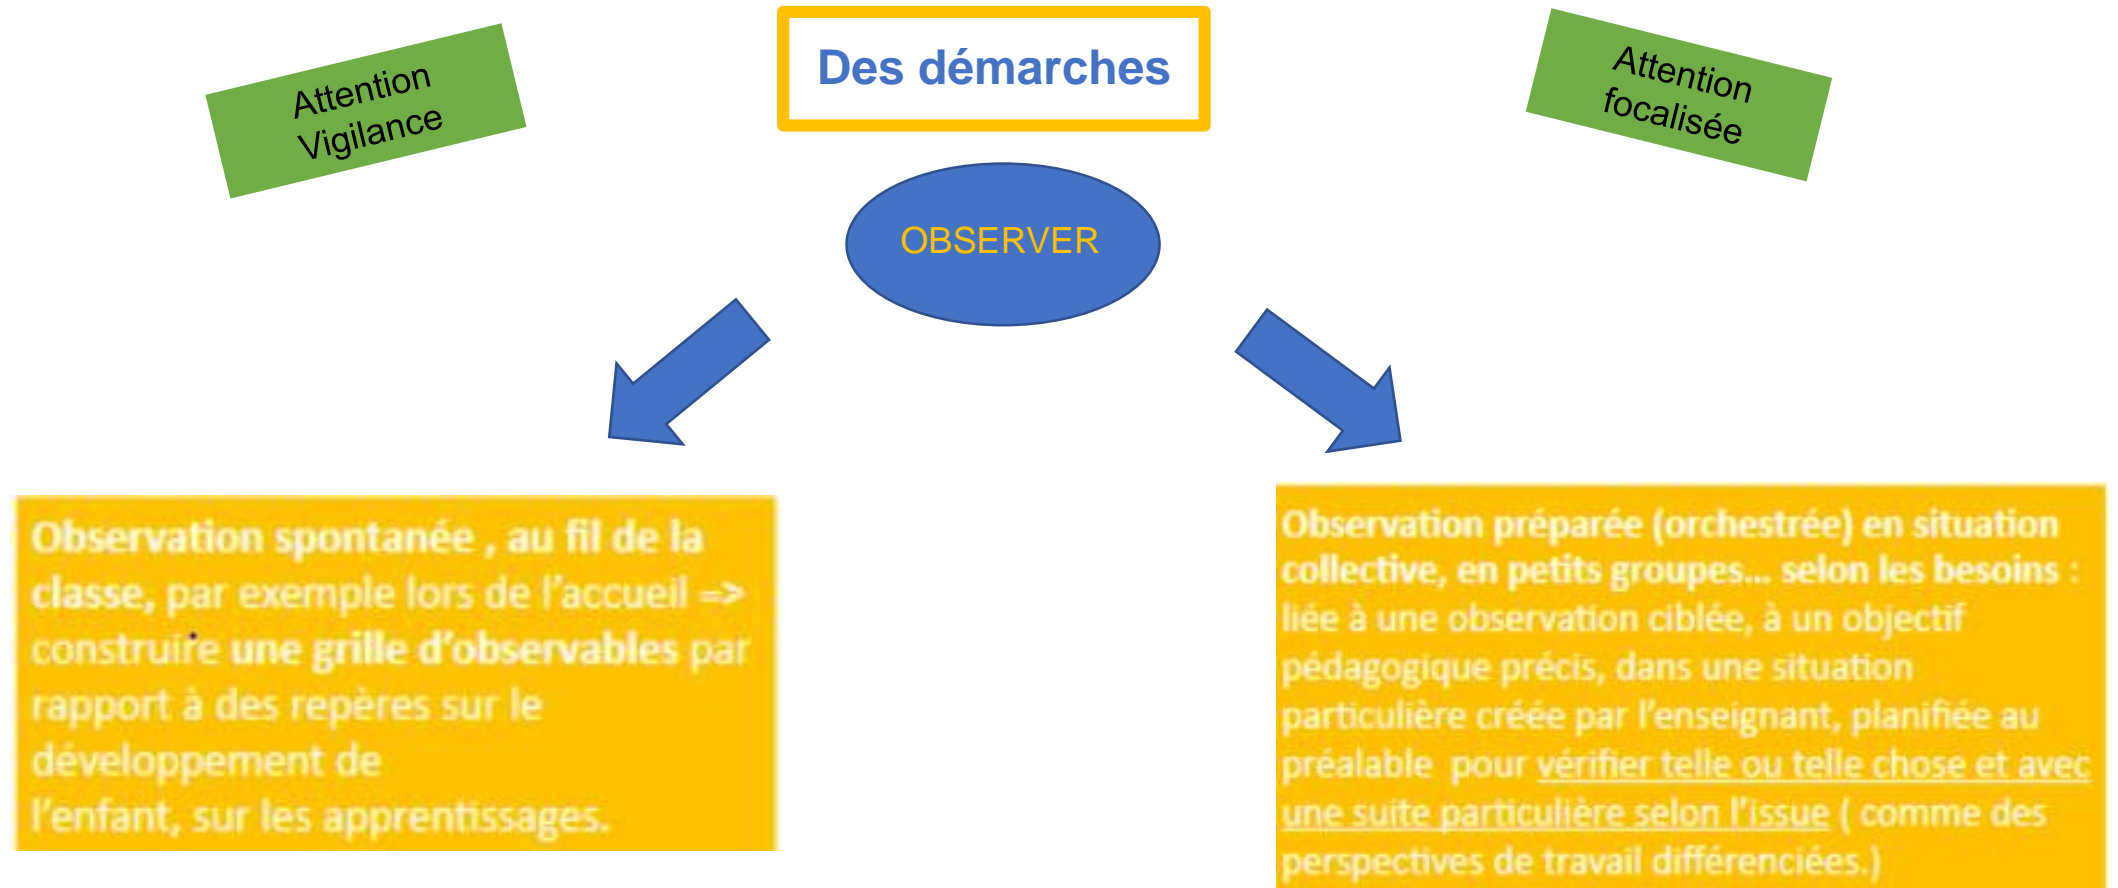 Attention
Vigilance
Des démarches
Attention
focalisée
OBSERVER
Observation spontanée , au fil de la
classe, par exemple lors de l'accueil =>
construire une grille d'observables par
rapport à des repères sur le
développement de
l'enfant, sur les apprentissages.
Observation préparée (orchestrée) en situation
collective, en petits groupes... selon les besoins :
liée à une observation ciblée, à un objectif
pédagogique précis, dans une situation
particulière créée par l'enseignant, planifiée au
préalable pour vérifier telle ou telle chose et avec
une suite particulière selon l'issue ( comme des
perspectives de travail différenciées.)